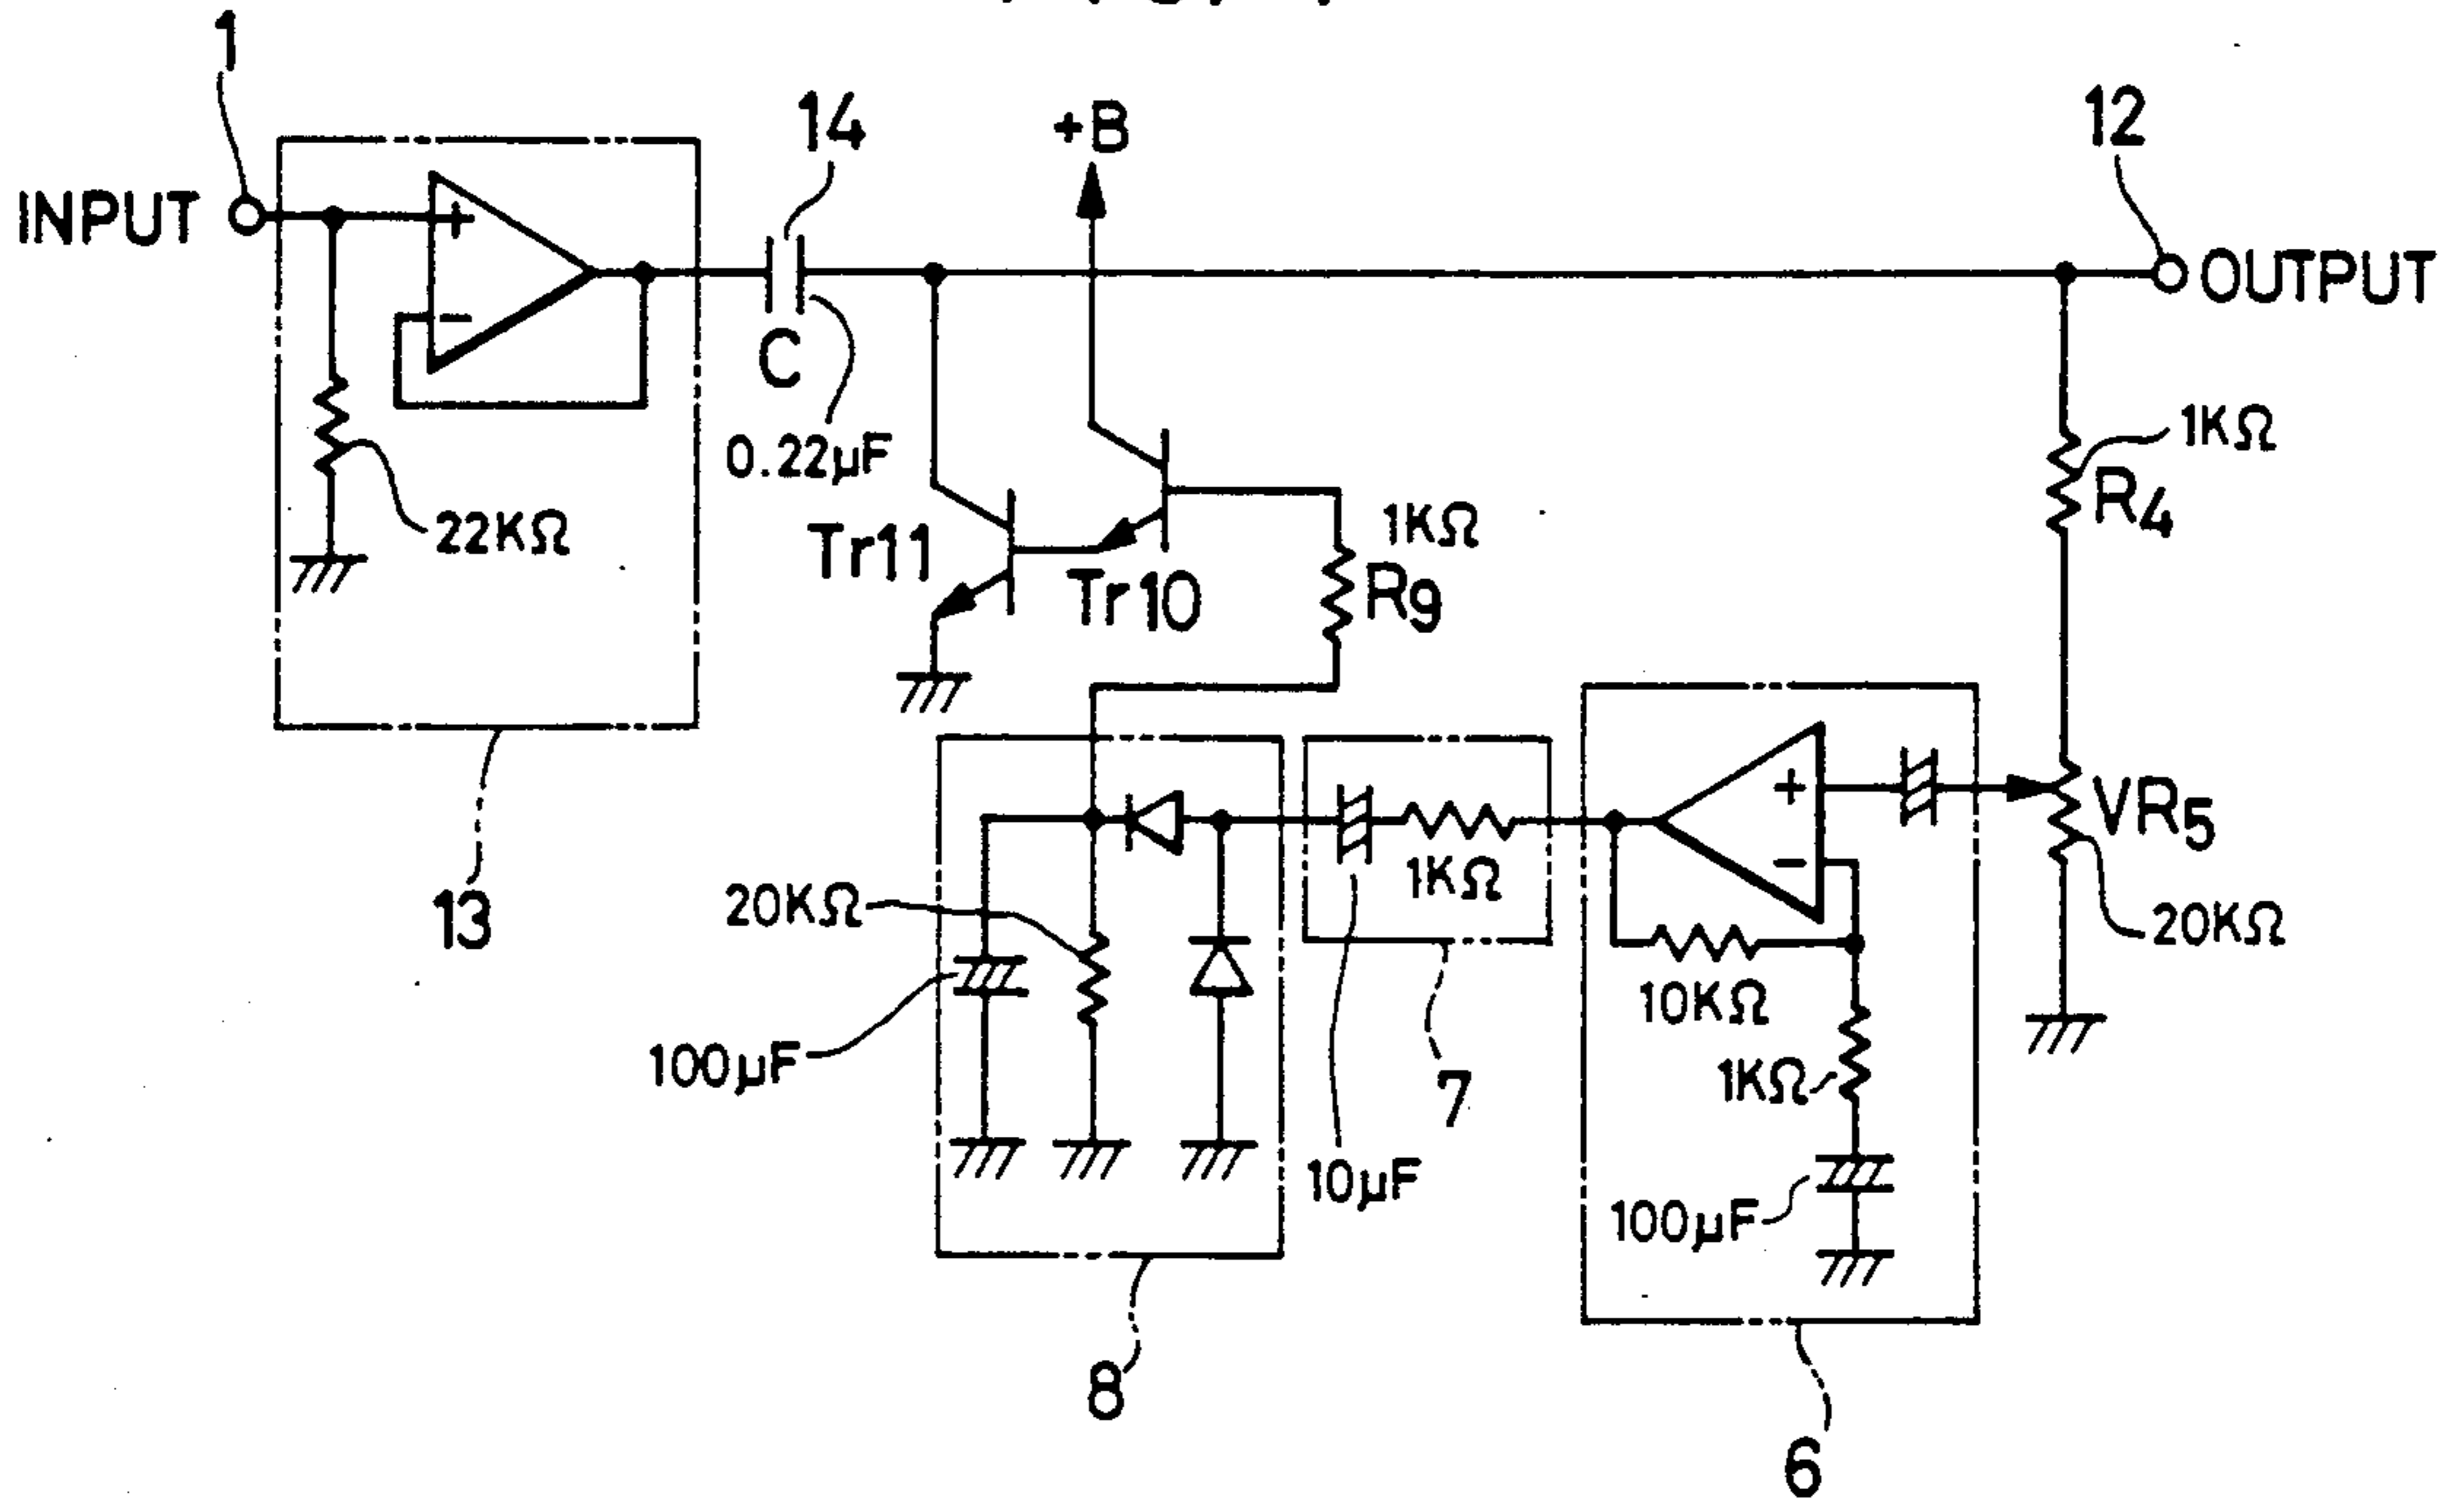 1
14
+B
12
INPUT
+
−
OUTPUT
C
0.22μF
1KΩ
R4
22KΩ
Tr11
Tr10
1KΩ
R9
+
−
VR5
20KΩ
1KΩ
13
20KΩ
10KΩ
1KΩ
100μF
7
10μF
100μF
8
6